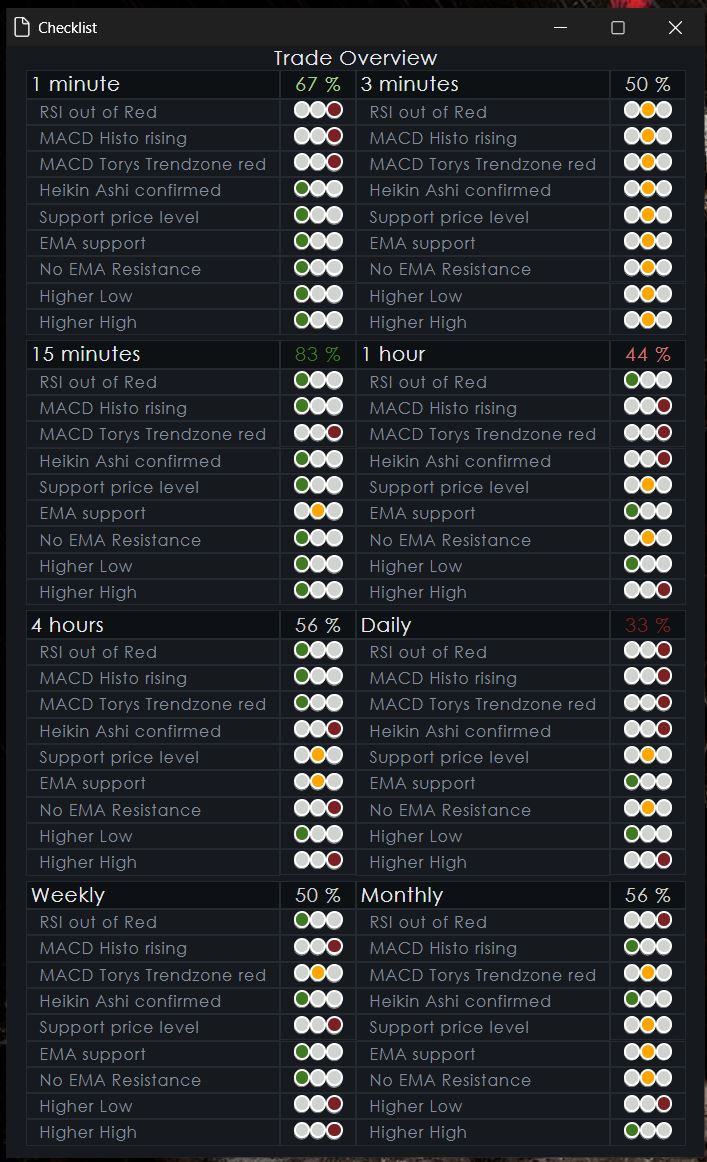 Checklist
Trade Overview
1 minute 67 % 3 minutes 50 %
RSI out of Red RSI out of Red
MACD Histo rising MACD Histo rising
MACD Torys Trendzone red MACD Torys Trendzone red
Heikin Ashi confirmed Heikin Ashi confirmed
Support price level Support price level
EMA support EMA support
No EMA Resistance No EMA Resistance
Higher Low Higher Low
Higher High Higher High
15 minutes 83 % 1 hour 44 %
RSI out of Red RSI out of Red
MACD Histo rising MACD Histo rising
MACD Torys Trendzone red MACD Torys Trendzone red
Heikin Ashi confirmed Heikin Ashi confirmed
Support price level Support price level
EMA support EMA support
No EMA Resistance No EMA Resistance
Higher Low Higher Low
Higher High Higher High
4 hours 56 % Daily 33 %
RSI out of Red RSI out of Red
MACD Histo rising MACD Histo rising
MACD Torys Trendzone red MACD Torys Trendzone red
Heikin Ashi confirmed Heikin Ashi confirmed
Support price level Support price level
EMA support EMA support
No EMA Resistance No EMA Resistance
Higher Low Higher Low
Higher High Higher High
Weekly 50 % Monthly 56 %
RSI out of Red RSI out of Red
MACD Histo rising MACD Histo rising
MACD Torys Trendzone red MACD Torys Trendzone red
Heikin Ashi confirmed Heikin Ashi confirmed
Support price level Support price level
EMA support EMA support
No EMA Resistance No EMA Resistance
Higher Low Higher Low
Higher High Higher High